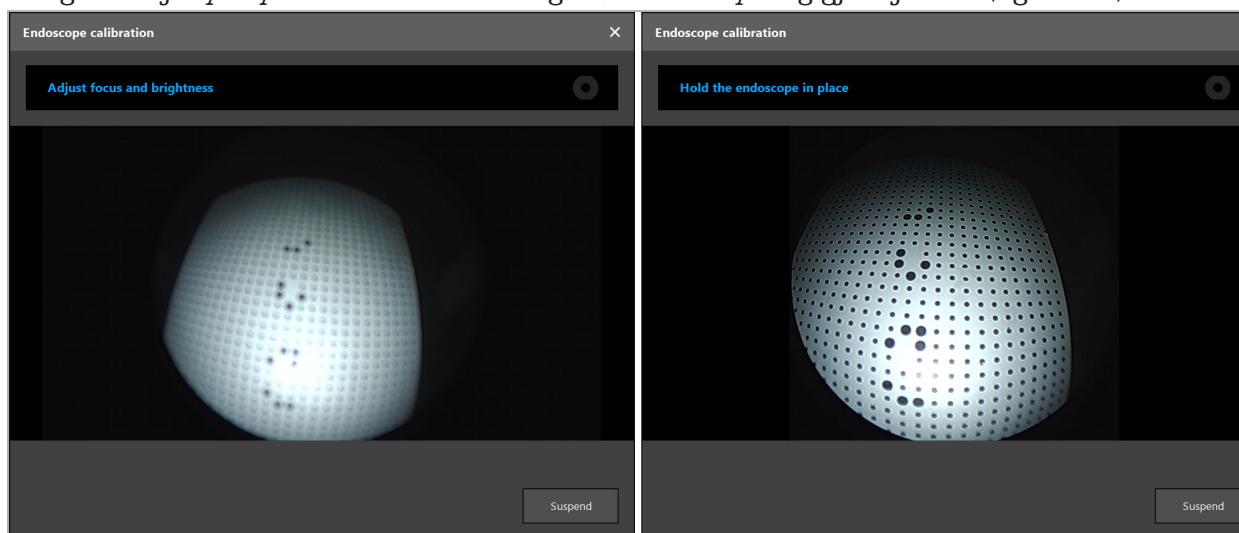 Endoscope calibration
Adjust focus and brightness
Suspend
Endoscope calibration
Hold the endoscope in place
Suspend